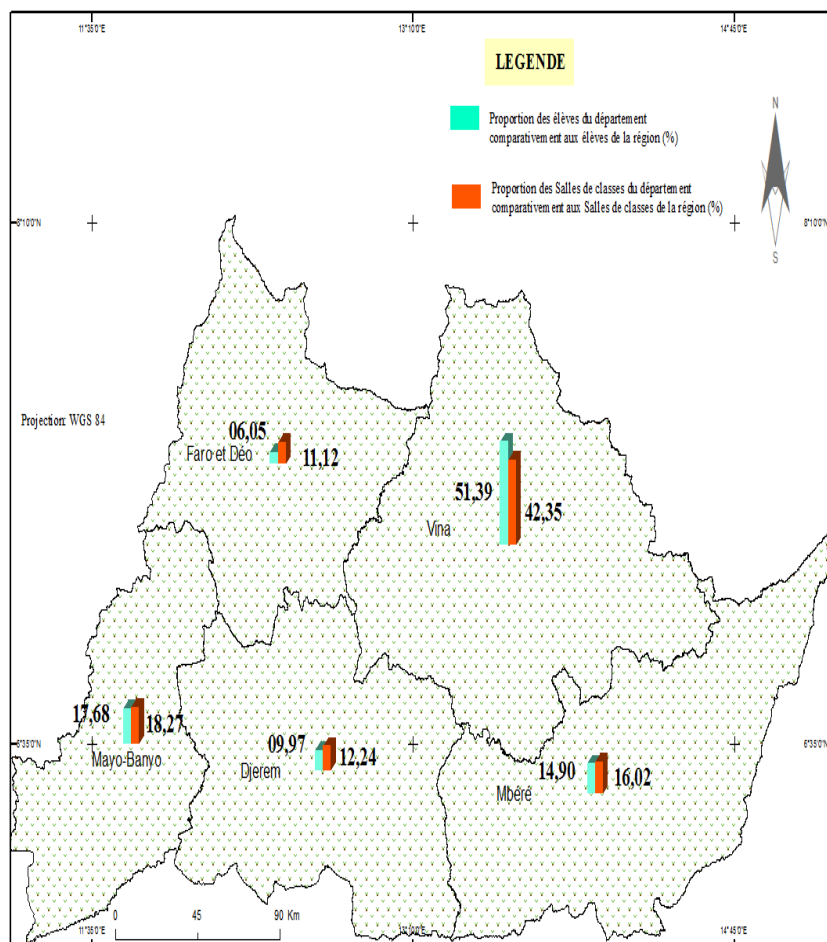 11°35'0"E
13°10'0"E
14°45'0"E
LEGENDE
Proportion des élèves du département
comparativement aux élèves de la région (%)
Proportion des Salles de classes du département
comparativement aux Salles de classes de la région (%)
N
S
8°10'0"N
8°10'0"N
Projection: WGS 84
06,05
Faro et Déo
11,12
51,39
42,35
Vina
17,68
18,27
Mayo-Banyo
09,97
12,24
Djerem
14,90
16,02
Mbéré
6°35'0"N
6°35'0"N
0 45 90 Km
11°35'0"E
13°10'0"E
14°45'0"E